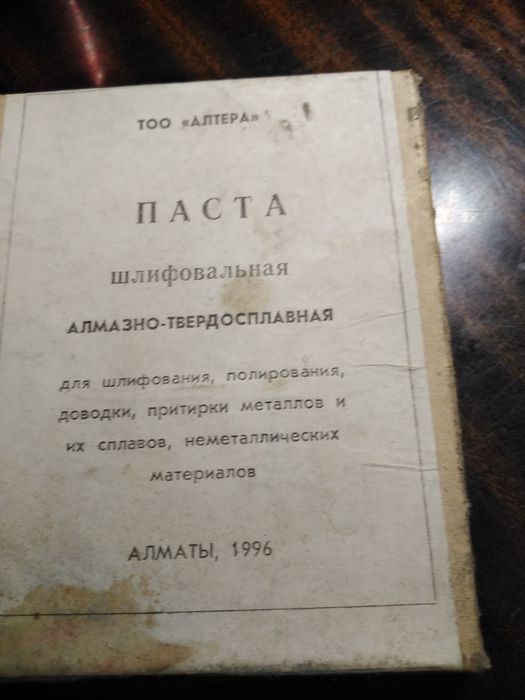 ТОО «АЛТЕРА»
ПАСТА
шлифовальная
АЛМАЗНО-ТВЕРДОСПЛАВНАЯ
для шлифования, полирования,
доводки, притирки металлов и
их сплавов, неметаллических
материалов
АЛМАТЫ, 1996